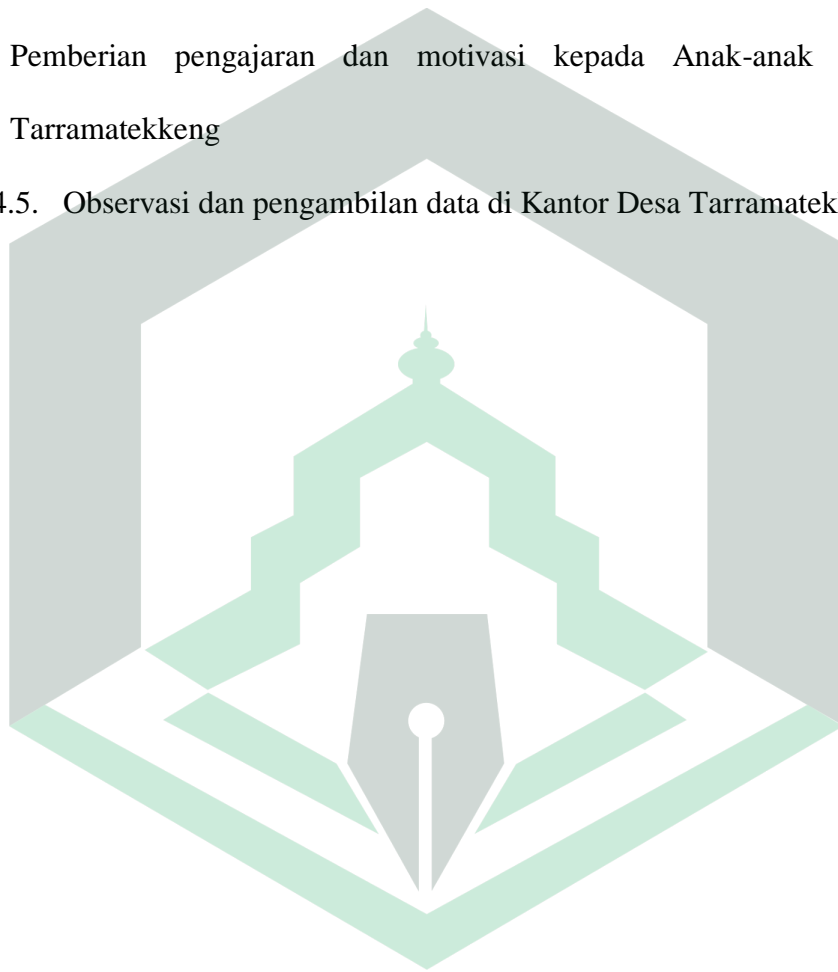 Pemberian pengajaran dan motivasi kepada Anak-anak
Tarramatekkeng
4.5. Observasi dan pengambilan data di Kantor Desa Tarramatek